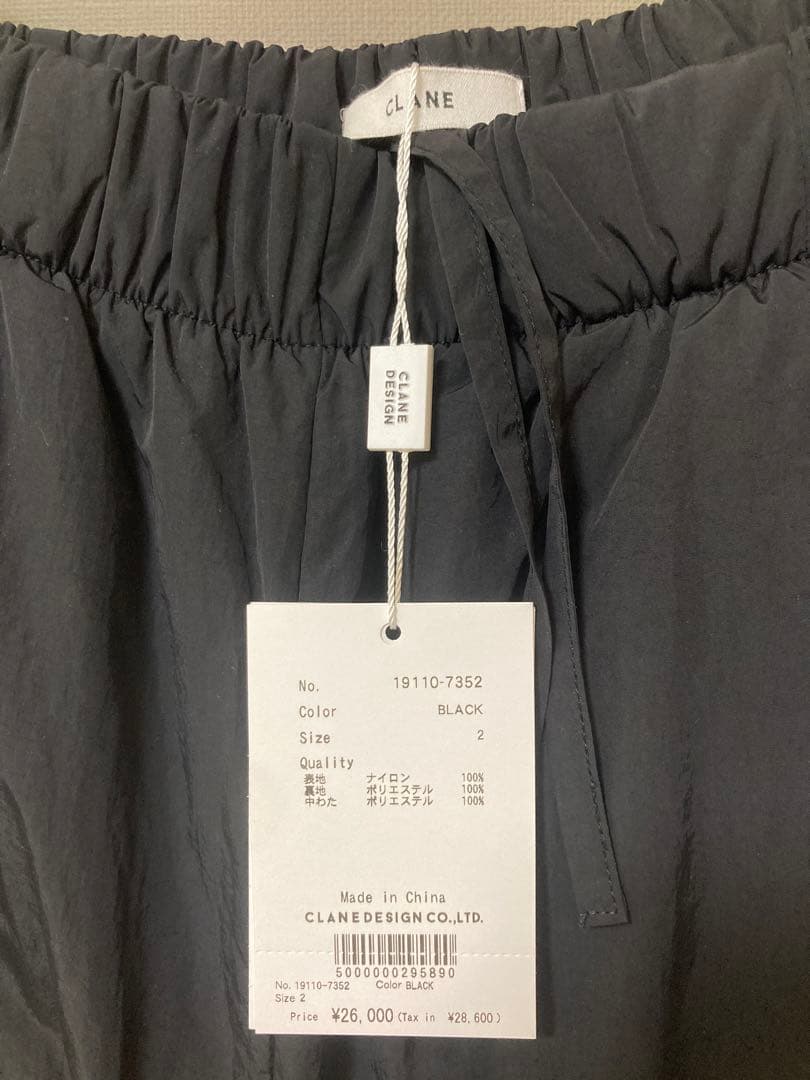 CLANE
CLANE
DESIGN
No. 19110-7352
Color BLACK
Size 2
Quality
表地 ナイロン 100%
裏地 ポリエステル 100%
中わた ポリエステル 100%
Made in China
CLANE DESIGN CO.,LTD.
5000000295890
No. 19110-7352 Color BLACK
Size 2
Price ¥26,000 (Tax in ¥28,600)